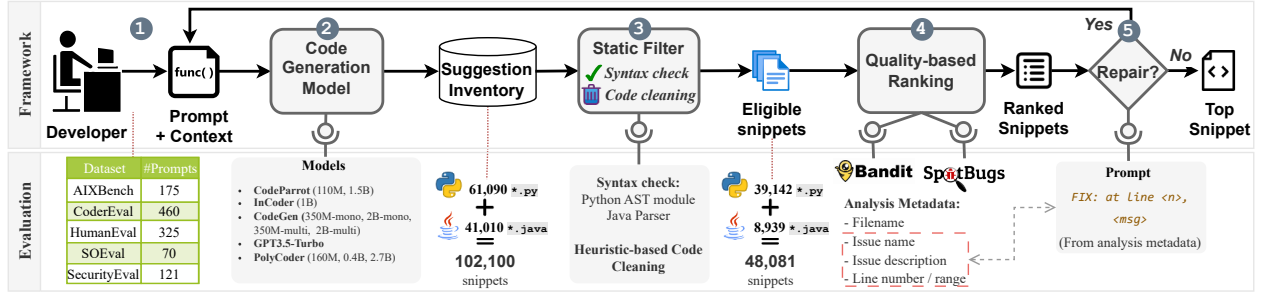 Framework
1
Developer
func()
Prompt
+ Context
2
Code
Generation
Model
Suggestion
Inventory
3
Static Filter
Syntax check
Code cleaning
Eligible
snippets
4
Quality-based
Ranking
Ranked
Snippets
Yes
5
Repair?
No
Top
Snippet
Evaluation
Dataset #Prompts
AIXBench 175
CoderEval 460
HumanEval 325
SOEval 70
SecurityEval 121
Models
• CodeParrot (110M, 1.5B)
• InCoder (1B)
• CodeGen (350M-mono, 2B-mono,
350M-multi, 2B-multi)
• GPT3.5-Turbo
• PolyCoder (160M, 0.4B, 2.7B)
61,090 *.py
+
41,010 *.java
=
102,100
snippets
Syntax check:
Python AST module
Java Parser
Heuristic-based Code
Cleaning
39,142 *.py
+
8,939 *.java
=
48,081
snippets
Bandit
SpotBugs
Analysis Metadata:
- Filename
- Issue name
- Issue description
- Line number / range
Prompt
FIX: at line <n>,
<msg>
(From analysis metadata)